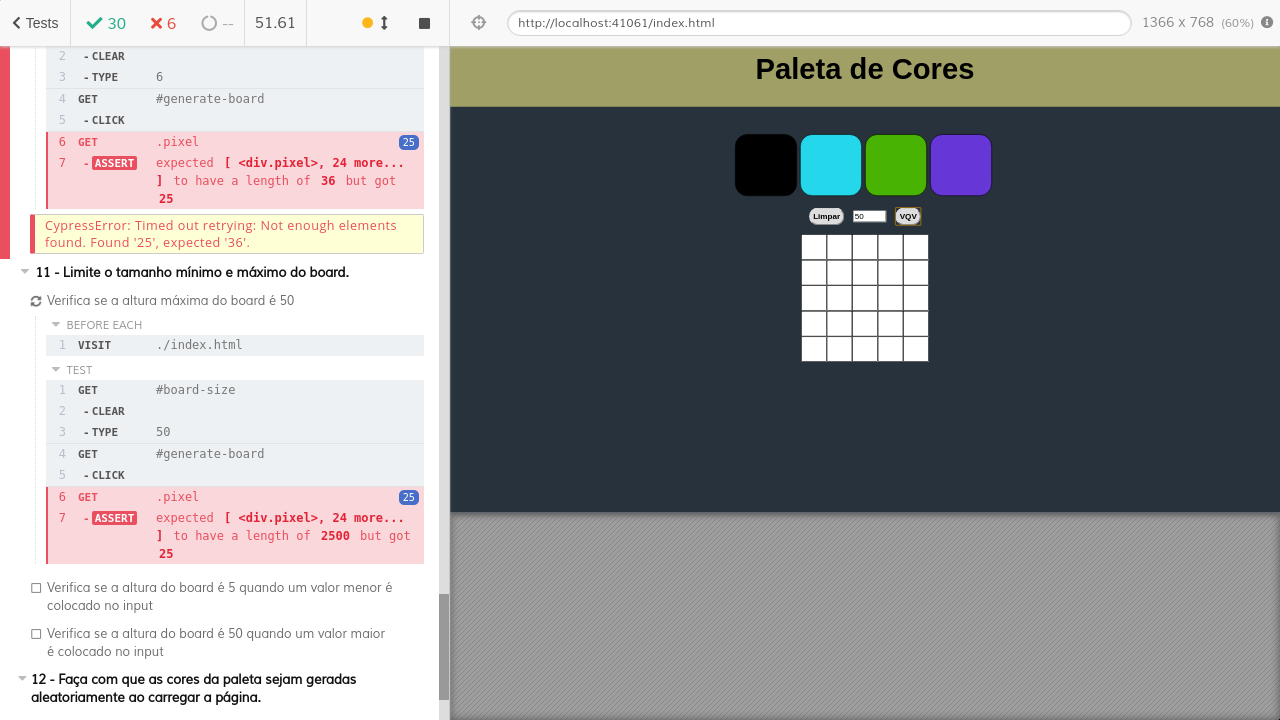 Tests 30 6 -- 51.61
2 - CLEAR
3 - TYPE 6
4 GET #generate-board
5 - CLICK
6 GET .pixel 25
7 - ASSERT expected [ <div.pixel>, 24 more...
] to have a length of 36 but got
25
CypressError: Timed out retrying: Not enough elements
found. Found '25', expected '36'.
11 - Limite o tamanho mínimo e máximo do board.
Verifica se a altura máxima do board é 50
BEFORE EACH
1 VISIT ./index.html
TEST
1 GET #board-size
2 - CLEAR
3 - TYPE 50
4 GET #generate-board
5 - CLICK
6 GET .pixel 25
7 - ASSERT expected [ <div.pixel>, 24 more...
] to have a length of 2500 but got
25
Verifica se a altura do board é 5 quando um valor menor é
colocado no input
Verifica se a altura do board é 50 quando um valor maior
é colocado no input
12 - Faça com que as cores da paleta sejam geradas
aleatoriamente ao carregar a página.
http://localhost:41061/index.html 1366 x 768 (60%)
Paleta de Cores
Limpar 50 VQV